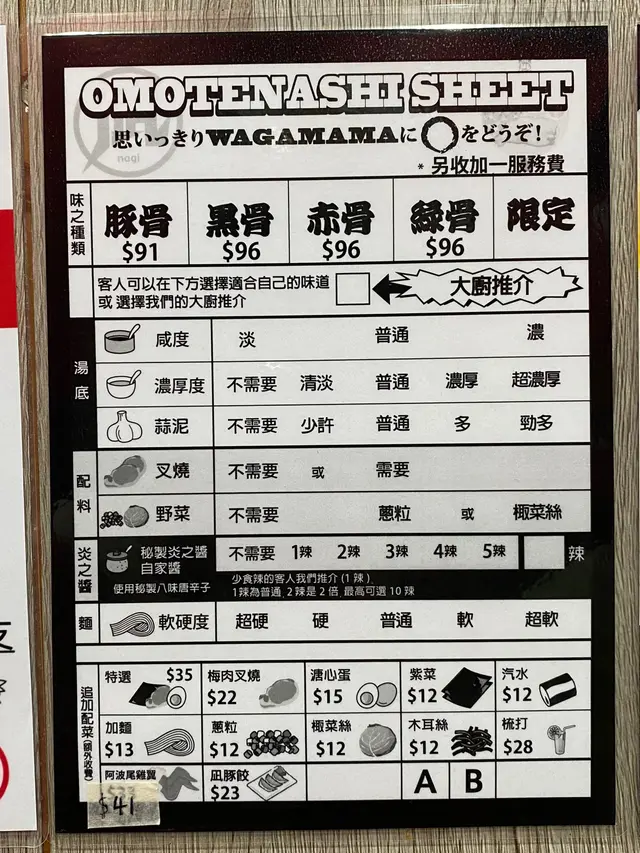 OMOTENASHI SHEET
思いっきりWAGAMAMAに〇をどうぞ!
nagi
* 另收加一服務費
味之種類
豚骨 黒骨 赤骨 緑骨 限定
$91 $96 $96 $96
客人可以在下方選擇適合自己的味道
或 選擇我們的大廚推介
大廚推介
湯底
咸度 淡 普通 濃
濃厚度 不需要 清淡 普通 濃厚 超濃厚
蒜泥 不需要 少許 普通 多 勁多
配料
叉燒 不需要 或 需要
野菜 不需要 蔥粒 或 椰菜絲
炎之醬
秘製炎之醬
自家醬
不需要 1辣 2辣 3辣 4辣 5辣 辣
使用秘製八味唐辛子
少食辣的客人我們推介 (1 辣)
1辣為普通, 2辣是 2 倍, 最高可選 10 辣
麵
軟硬度 超硬 硬 普通 軟 超軟
追加配菜(額外收費)
特選 $35
梅肉叉燒 $22
溏心蛋 $15
紫菜 $12
汽水 $12
加麵 $13
蔥粒 $12
椰菜絲 $12
木耳絲 $12
梳打 $28
阿波尾雞翼
$41
凪豚餃 $23
A B